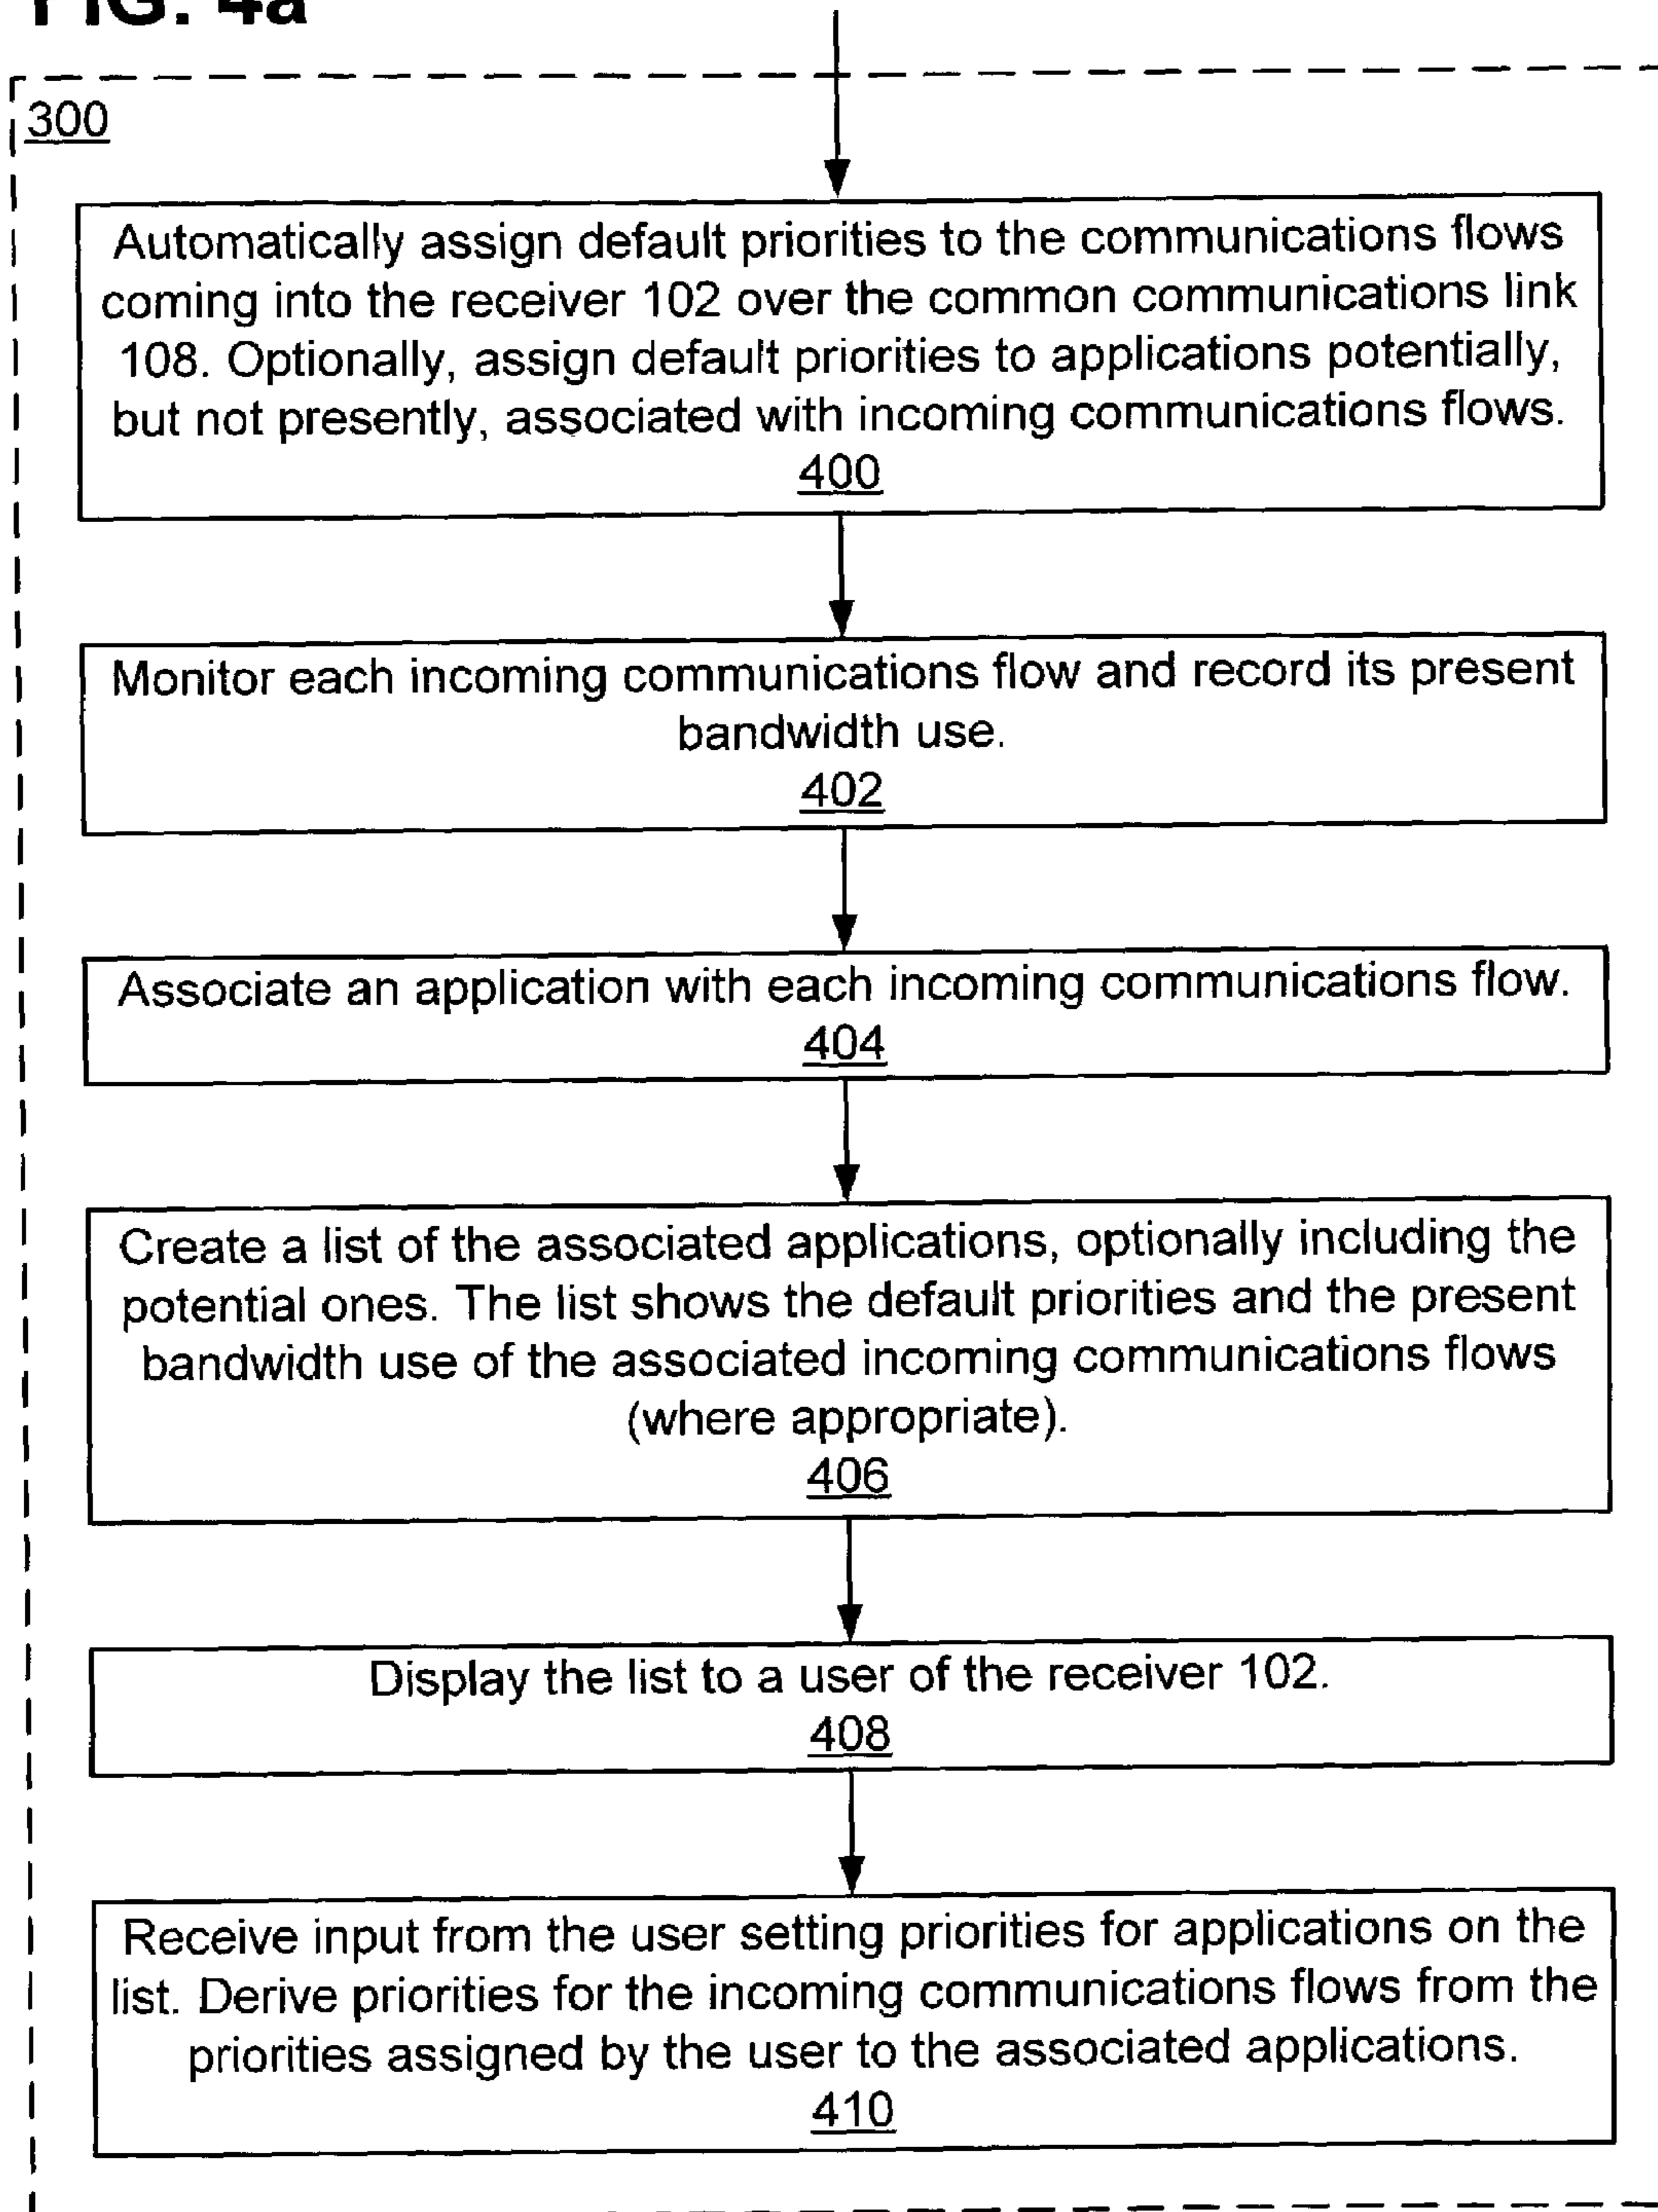 FIG. 4a
300
Automatically assign default priorities to the communications flows
coming into the receiver 102 over the common communications link
108. Optionally, assign default priorities to applications potentially,
but not presently, associated with incoming communications flows.
400
Monitor each incoming communications flow and record its present
bandwidth use.
402
Associate an application with each incoming communications flow.
404
Create a list of the associated applications, optionally including the
potential ones. The list shows the default priorities and the present
bandwidth use of the associated incoming communications flows
(where appropriate).
406
Display the list to a user of the receiver 102.
408
Receive input from the user setting priorities for applications on the
list. Derive priorities for the incoming communications flows from the
priorities assigned by the user to the associated applications.
410